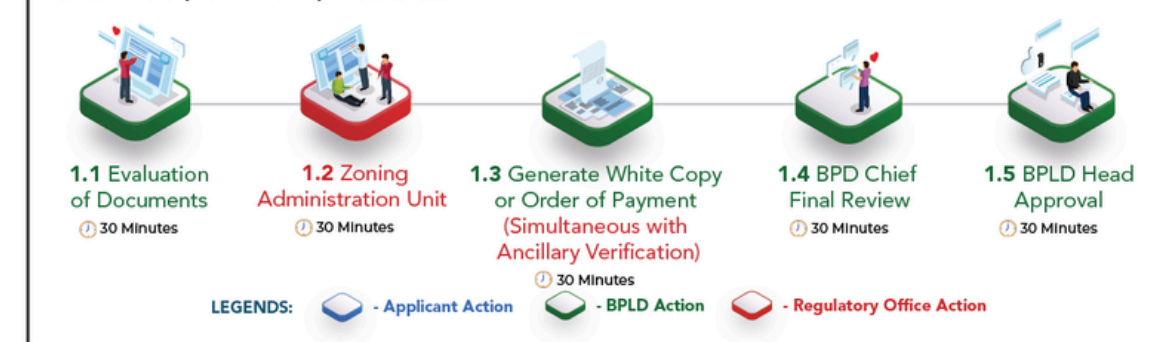 1.1 Evaluation
of Documents
30 Minutes
1.2 Zoning
Administration Unit
30 Minutes
1.3 Generate White Copy
or Order of Payment
(Simultaneous with
Ancillary Verification)
30 Minutes
1.4 BPD Chief
Final Review
30 Minutes
1.5 BPLD Head
Approval
30 Minutes
LEGENDS: - Applicant Action - BPLD Action - Regulatory Office Action